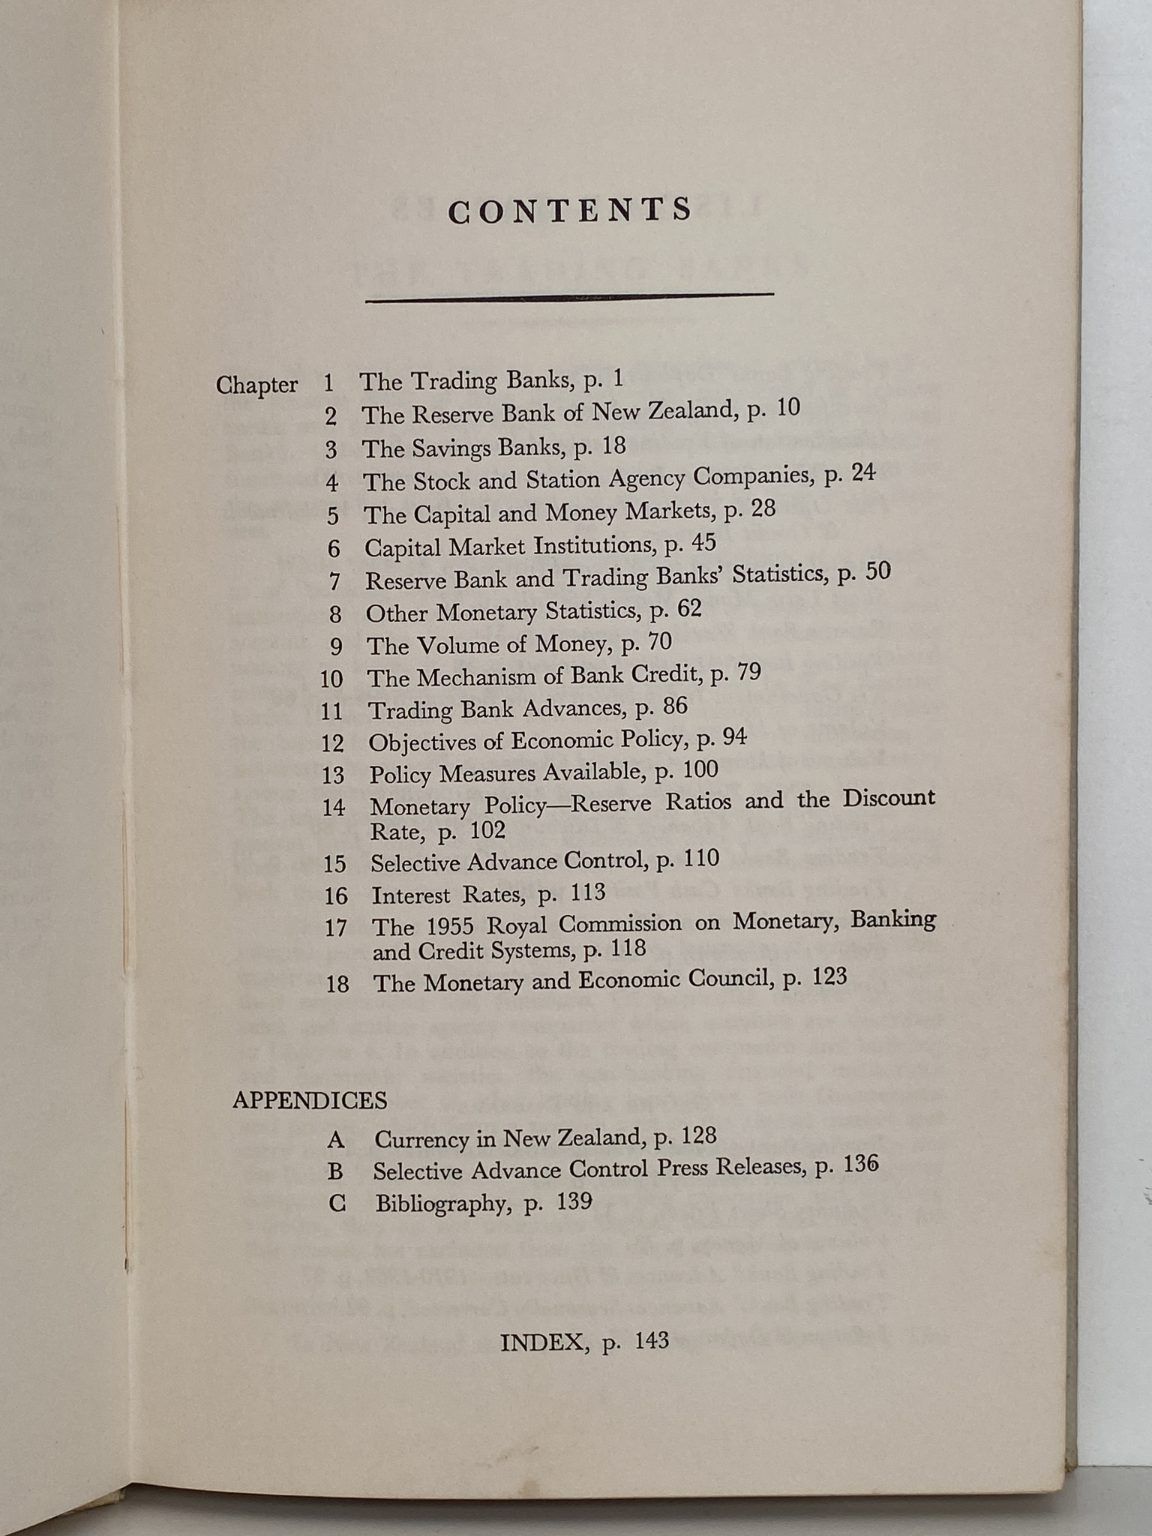 CONTENTS
Chapter 1 The Trading Banks, p. 1
2 The Reserve Bank of New Zealand, p. 10
3 The Savings Banks, p. 18
4 The Stock and Station Agency Companies, p. 24
5 The Capital and Money Markets, p. 28
6 Capital Market Institutions, p. 45
7 Reserve Bank and Trading Banks’ Statistics, p. 50
8 Other Monetary Statistics, p. 62
9 The Volume of Money, p. 70
10 The Mechanism of Bank Credit, p. 79
11 Trading Bank Advances, p. 86
12 Objectives of Economic Policy, p. 94
13 Policy Measures Available, p. 100
14 Monetary Policy—Reserve Ratios and the Discount
Rate, p. 102
15 Selective Advance Control, p. 110
16 Interest Rates, p. 113
17 The 1955 Royal Commission on Monetary, Banking
and Credit Systems, p. 118
18 The Monetary and Economic Council, p. 123
APPENDICES
A Currency in New Zealand, p. 128
B Selective Advance Control Press Releases, p. 136
C Bibliography, p. 139
INDEX, p. 143